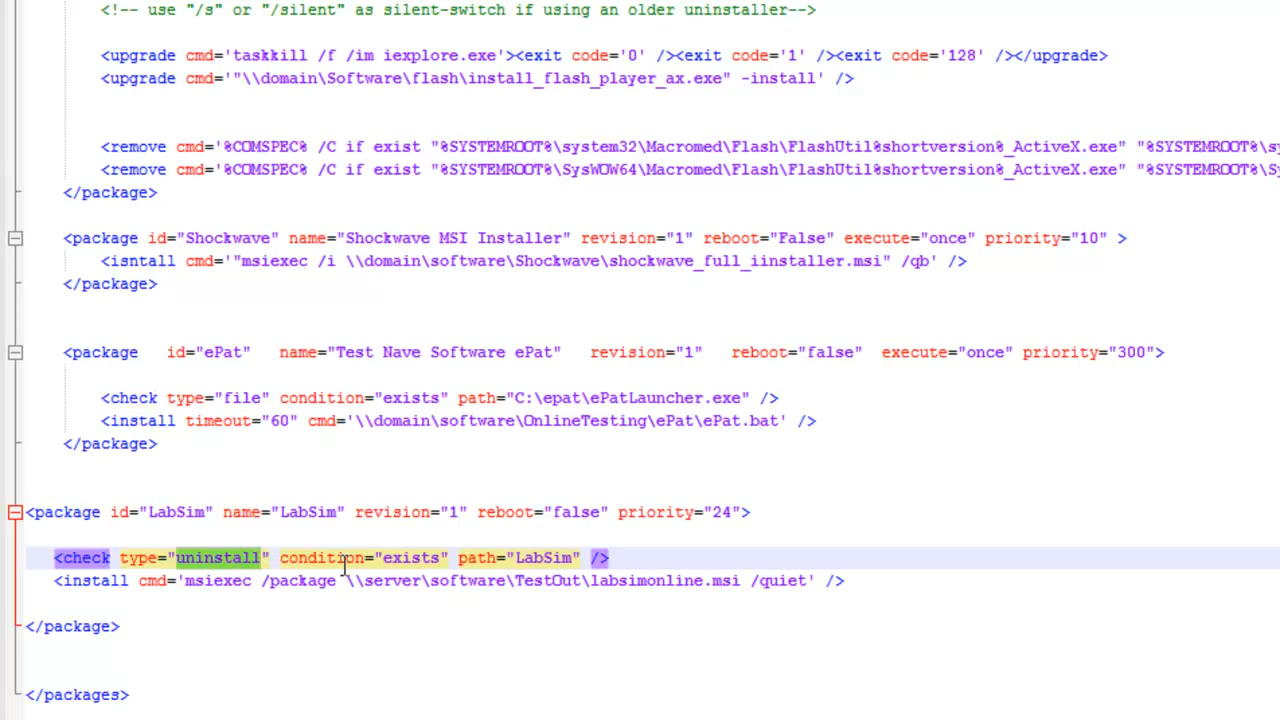 <!-- use "/s" or "/silent" as silent-switch if using an older uninstaller-->
<upgrade cmd='taskkill /f /im iexplore.exe'><exit code='0' /><exit code='1' /><exit code='128' /></upgrade>
<upgrade cmd='"\\domain\Software\flash\install_flash_player_ax.exe" -install' />
<remove cmd='%COMSPEC% /C if exist "%SYSTEMROOT%\system32\Macromed\Flash\FlashUtil%shortversion%_ActiveX.exe" "%SYSTEMROOT%\sy
<remove cmd='%COMSPEC% /C if exist "%SYSTEMROOT%\SysWOW64\Macromed\Flash\FlashUtil%shortversion%_ActiveX.exe" "%SYSTEMROOT%\Sy
</package>
<package id="Shockwave" name="Shockwave MSI Installer" revision="1" reboot="False" execute="once" priority="10" >
<isntall cmd='"msiexec /i \\domain\software\Shockwave\shockwave_full_iinstaller.msi" /qb' />
</package>
<package id="ePat" name="Test Nave Software ePat" revision="1" reboot="false" execute="once" priority="300">
<check type="file" condition="exists" path="C:\epat\ePatLauncher.exe" />
<install timeout="60" cmd='\\domain\software\OnlineTesting\ePat\ePat.bat' />
</package>
<package id="LabSim" name="LabSim" revision="1" reboot="false" priority="24">
<check type="uninstall" condition="exists" path="LabSim" />
<install cmd='msiexec /package \\server\software\TestOut\labsimonline.msi /quiet' />
</package>
</packages>